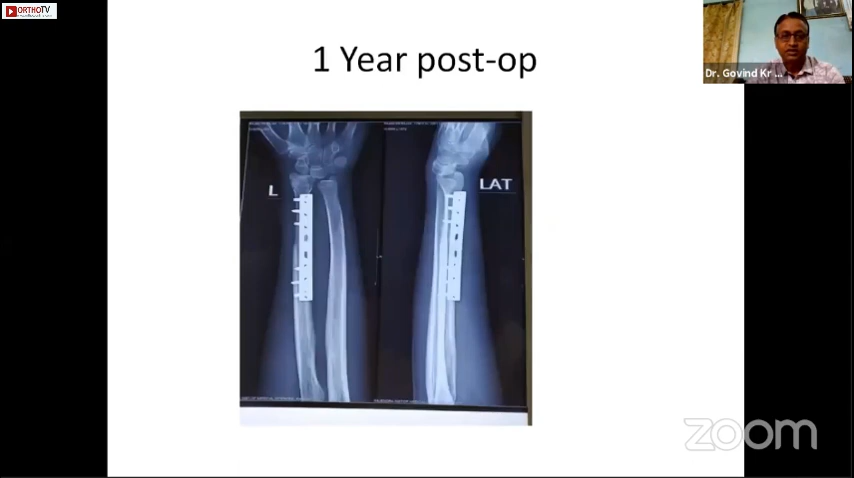 ORTHOTV
1 Year post-op
Dr. Govind Kr ...
L
LAT
zoom